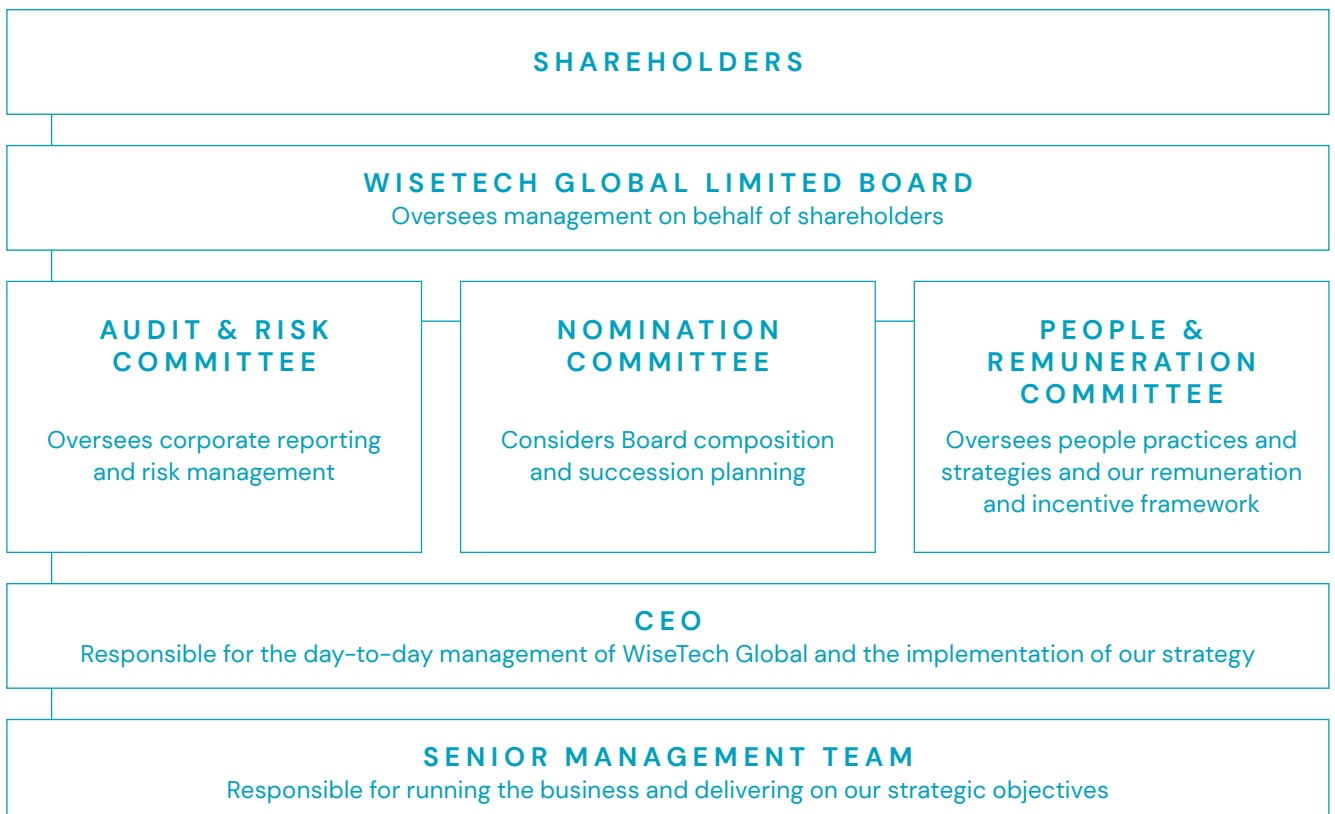 SHAREHOLDERS
WISETECH GLOBAL LIMITED BOARD
Oversees management on behalf of shareholders
AUDIT & RISK
COMMITTEE
Oversees corporate reporting
and risk management
NOMINATION
COMMITTEE
Considers Board composition
and succession planning
PEOPLE &
REMUNERATION
COMMITTEE
Oversees people practices and
strategies and our remuneration
and incentive framework
CEO
Responsible for the day-to-day management of WiseTech Global and the implementation of our strategy
SENIOR MANAGEMENT TEAM
Responsible for running the business and delivering on our strategic objectives